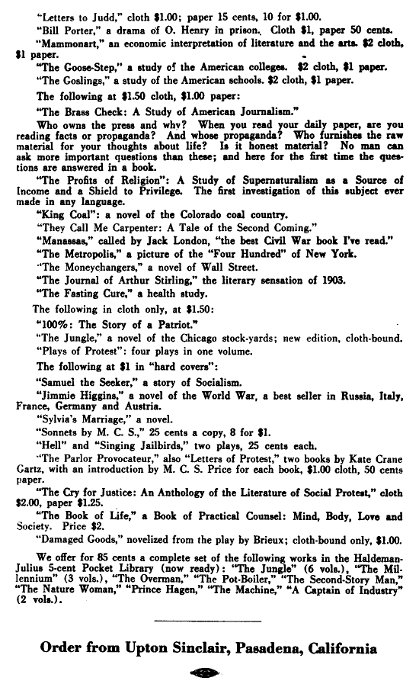 "Letters to Judd," cloth $1.00; paper 15 cents, 10 for $1.00.
"Bill Porter," a drama of O. Henry in prison. Cloth $1, paper 50 cents.
"Mammonart," an economic interpretation of literature and the arts. $2 cloth,
$1 paper.
"The Goose-Step," a study of the American colleges. $2 cloth, $1 paper.
"The Goslings," a study of the American schools. $2 cloth, $1 paper.
The following at $1.50 cloth, $1.00 paper:
"The Brass Check: A Study of American Journalism."
Who owns the press and why? When you read your daily paper, are you
reading facts or propaganda? And whose propaganda? Who furnishes the raw
material for your thoughts about life? Is it honest material? No man can
ask more important questions than these; and here for the first time the ques-
tions are answered in a book.
"The Profits of Religion": A Study of Supernaturalism as a Source of
Income and a Shield to Privilege. The first investigation of this subject ever
made in any language.
"King Coal": a novel of the Colorado coal country.
"They Call Me Carpenter: A Tale of the Second Coming."
"Manassas," called by Jack London, "the best Civil War book I've read."
"The Metropolis," a picture of the "Four Hundred" of New York.
"The Moneychangers," a novel of Wall Street.
"The Journal of Arthur Stirling," the literary sensation of 1903.
"The Fasting Cure," a health study.
The following in cloth only, at $1.50:
"100%: The Story of a Patriot."
"The Jungle," a novel of the Chicago stock-yards; new edition, cloth-bound.
"Plays of Protest": four plays in one volume.
The following at $1 in "hard covers":
"Samuel the Seeker," a story of Socialism.
"Jimmie Higgins," a novel of the World War, a best seller in Russia, Italy,
France, Germany and Austria.
"Sylvia's Marriage," a novel.
"Sonnets by M. C. S.," 25 cents a copy, 8 for $1.
"Hell" and "Singing Jailbirds," two plays, 25 cents each.
"The Parlor Provocateur," also "Letters of Protest," two books by Kate Crane
Gartz, with an introduction by M. C. S. Price for each book, $1.00 cloth, 50 cents
paper.
"The Cry for Justice: An Anthology of the Literature of Social Protest," cloth
$2.00, paper $1.25.
"The Book of Life," a Book of Practical Counsel: Mind, Body, Love and
Society. Price $2.
"Damaged Goods," novelized from the play by Brieux; cloth-bound only, $1.00.
We offer for 85 cents a complete set of the following works in the Haldeman-
Julius 5-cent Pocket Library (now ready): "The Jungle" (6 vols.), "The Mil-
lennium" (3 vols.), "The Overman," "The Pot-Boiler," "The Second-Story Man,"
"The Nature Woman," "Prince Hagen," "The Machine," "A Captain of Industry"
(2 vols.).
Order from Upton Sinclair, Pasadena, California